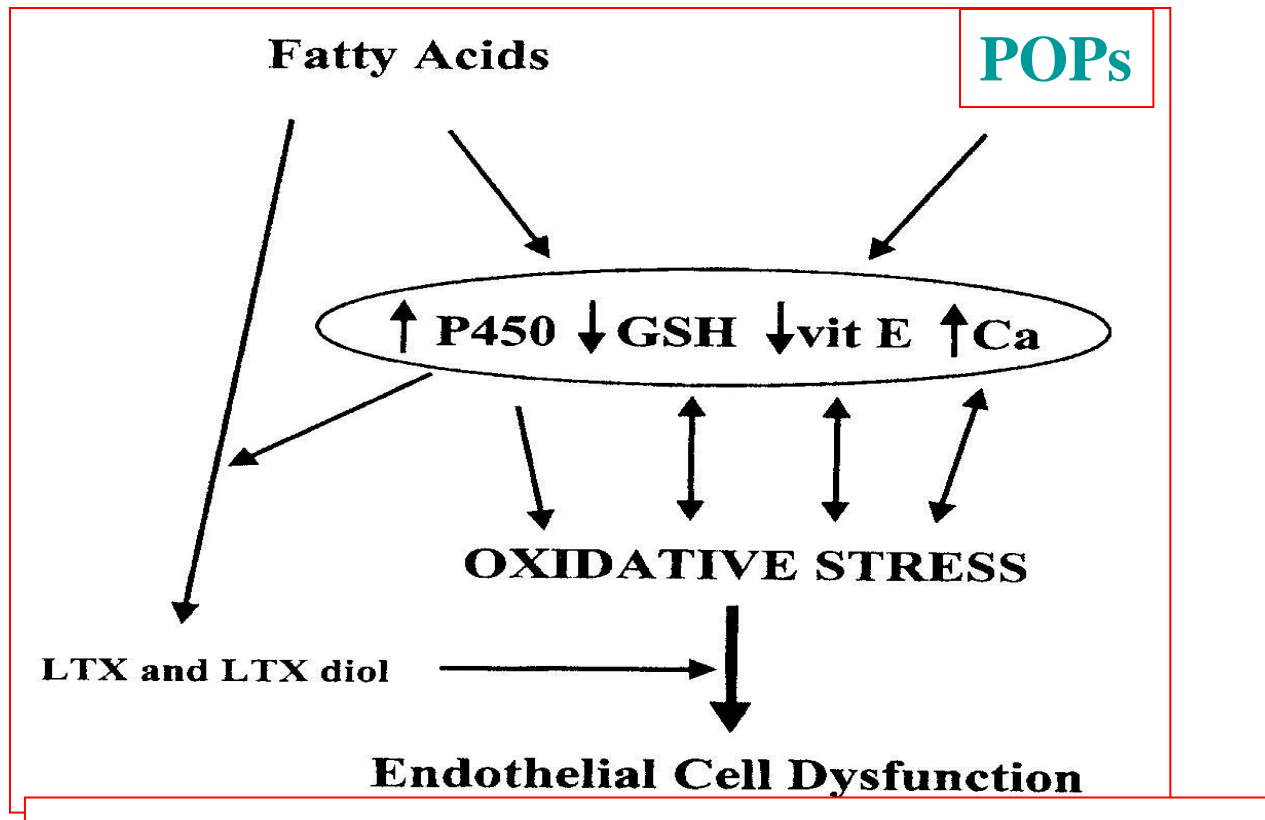 Fatty Acids
POPs
↑ P450 ↓ GSH ↓ vit E ↑ Ca
OXIDATIVE STRESS
LTX and LTX diol
Endothelial Cell Dysfunction